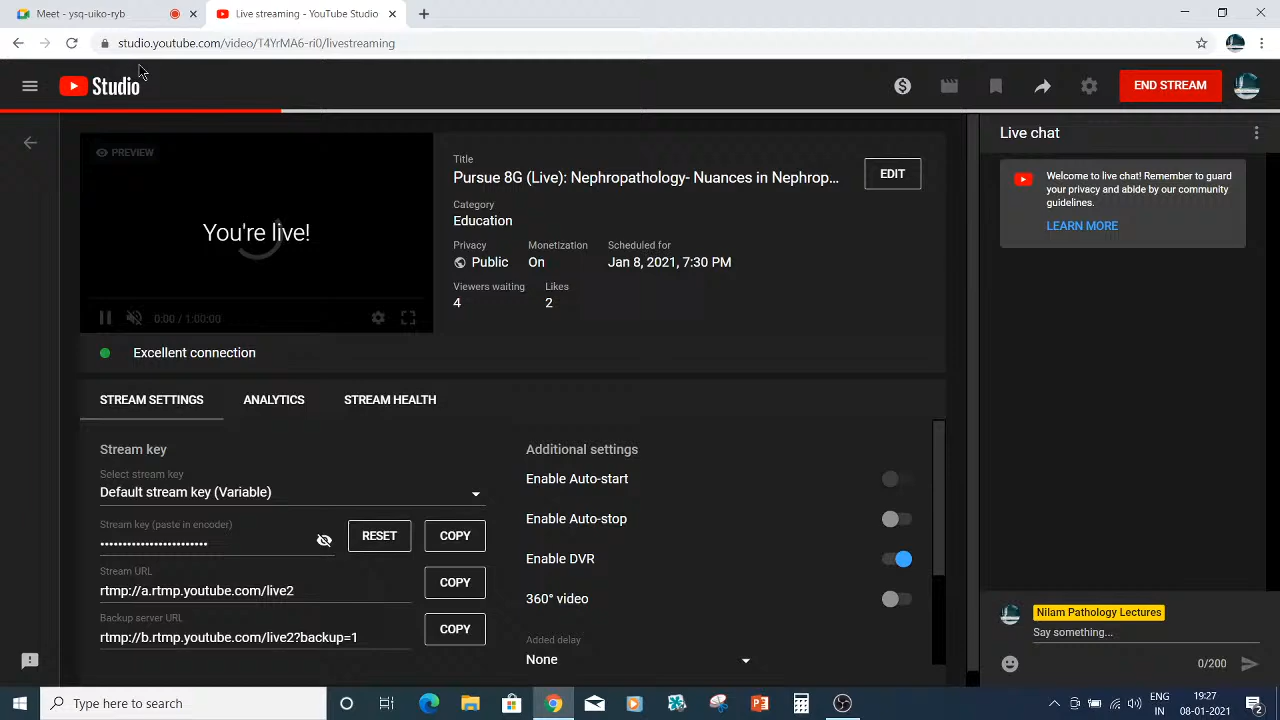 Meet - ysq-uiko-ryb
Live streaming - YouTube Studio
studio.youtube.com/video/T4YrMA6-ri0/livestreaming
Studio
END STREAM
PREVIEW
You're live!
0:00 / 1:00:00
Excellent connection
Title
Pursue 8G (Live): Nephropathology- Nuances in Nephrop...
EDIT
Category
Education
Privacy Monetization Scheduled for
Public On Jan 8, 2021, 7:30 PM
Viewers waiting Likes
4 2
STREAM SETTINGS ANALYTICS STREAM HEALTH
Stream key
Select stream key
Default stream key (Variable)
Stream key (paste in encoder)
••••••••••••••••••••••••
RESET COPY
Stream URL
rtmp://a.rtmp.youtube.com/live2
COPY
Backup server URL
rtmp://b.rtmp.youtube.com/live2?backup=1
COPY
Additional settings
Enable Auto-start
Enable Auto-stop
Enable DVR
360° video
Added delay
None
Live chat
Welcome to live chat! Remember to guard
your privacy and abide by our community
guidelines.
LEARN MORE
Nilam Pathology Lectures
Say something...
0/200
Type here to search
ENG
IN
19:27
08-01-2021
2